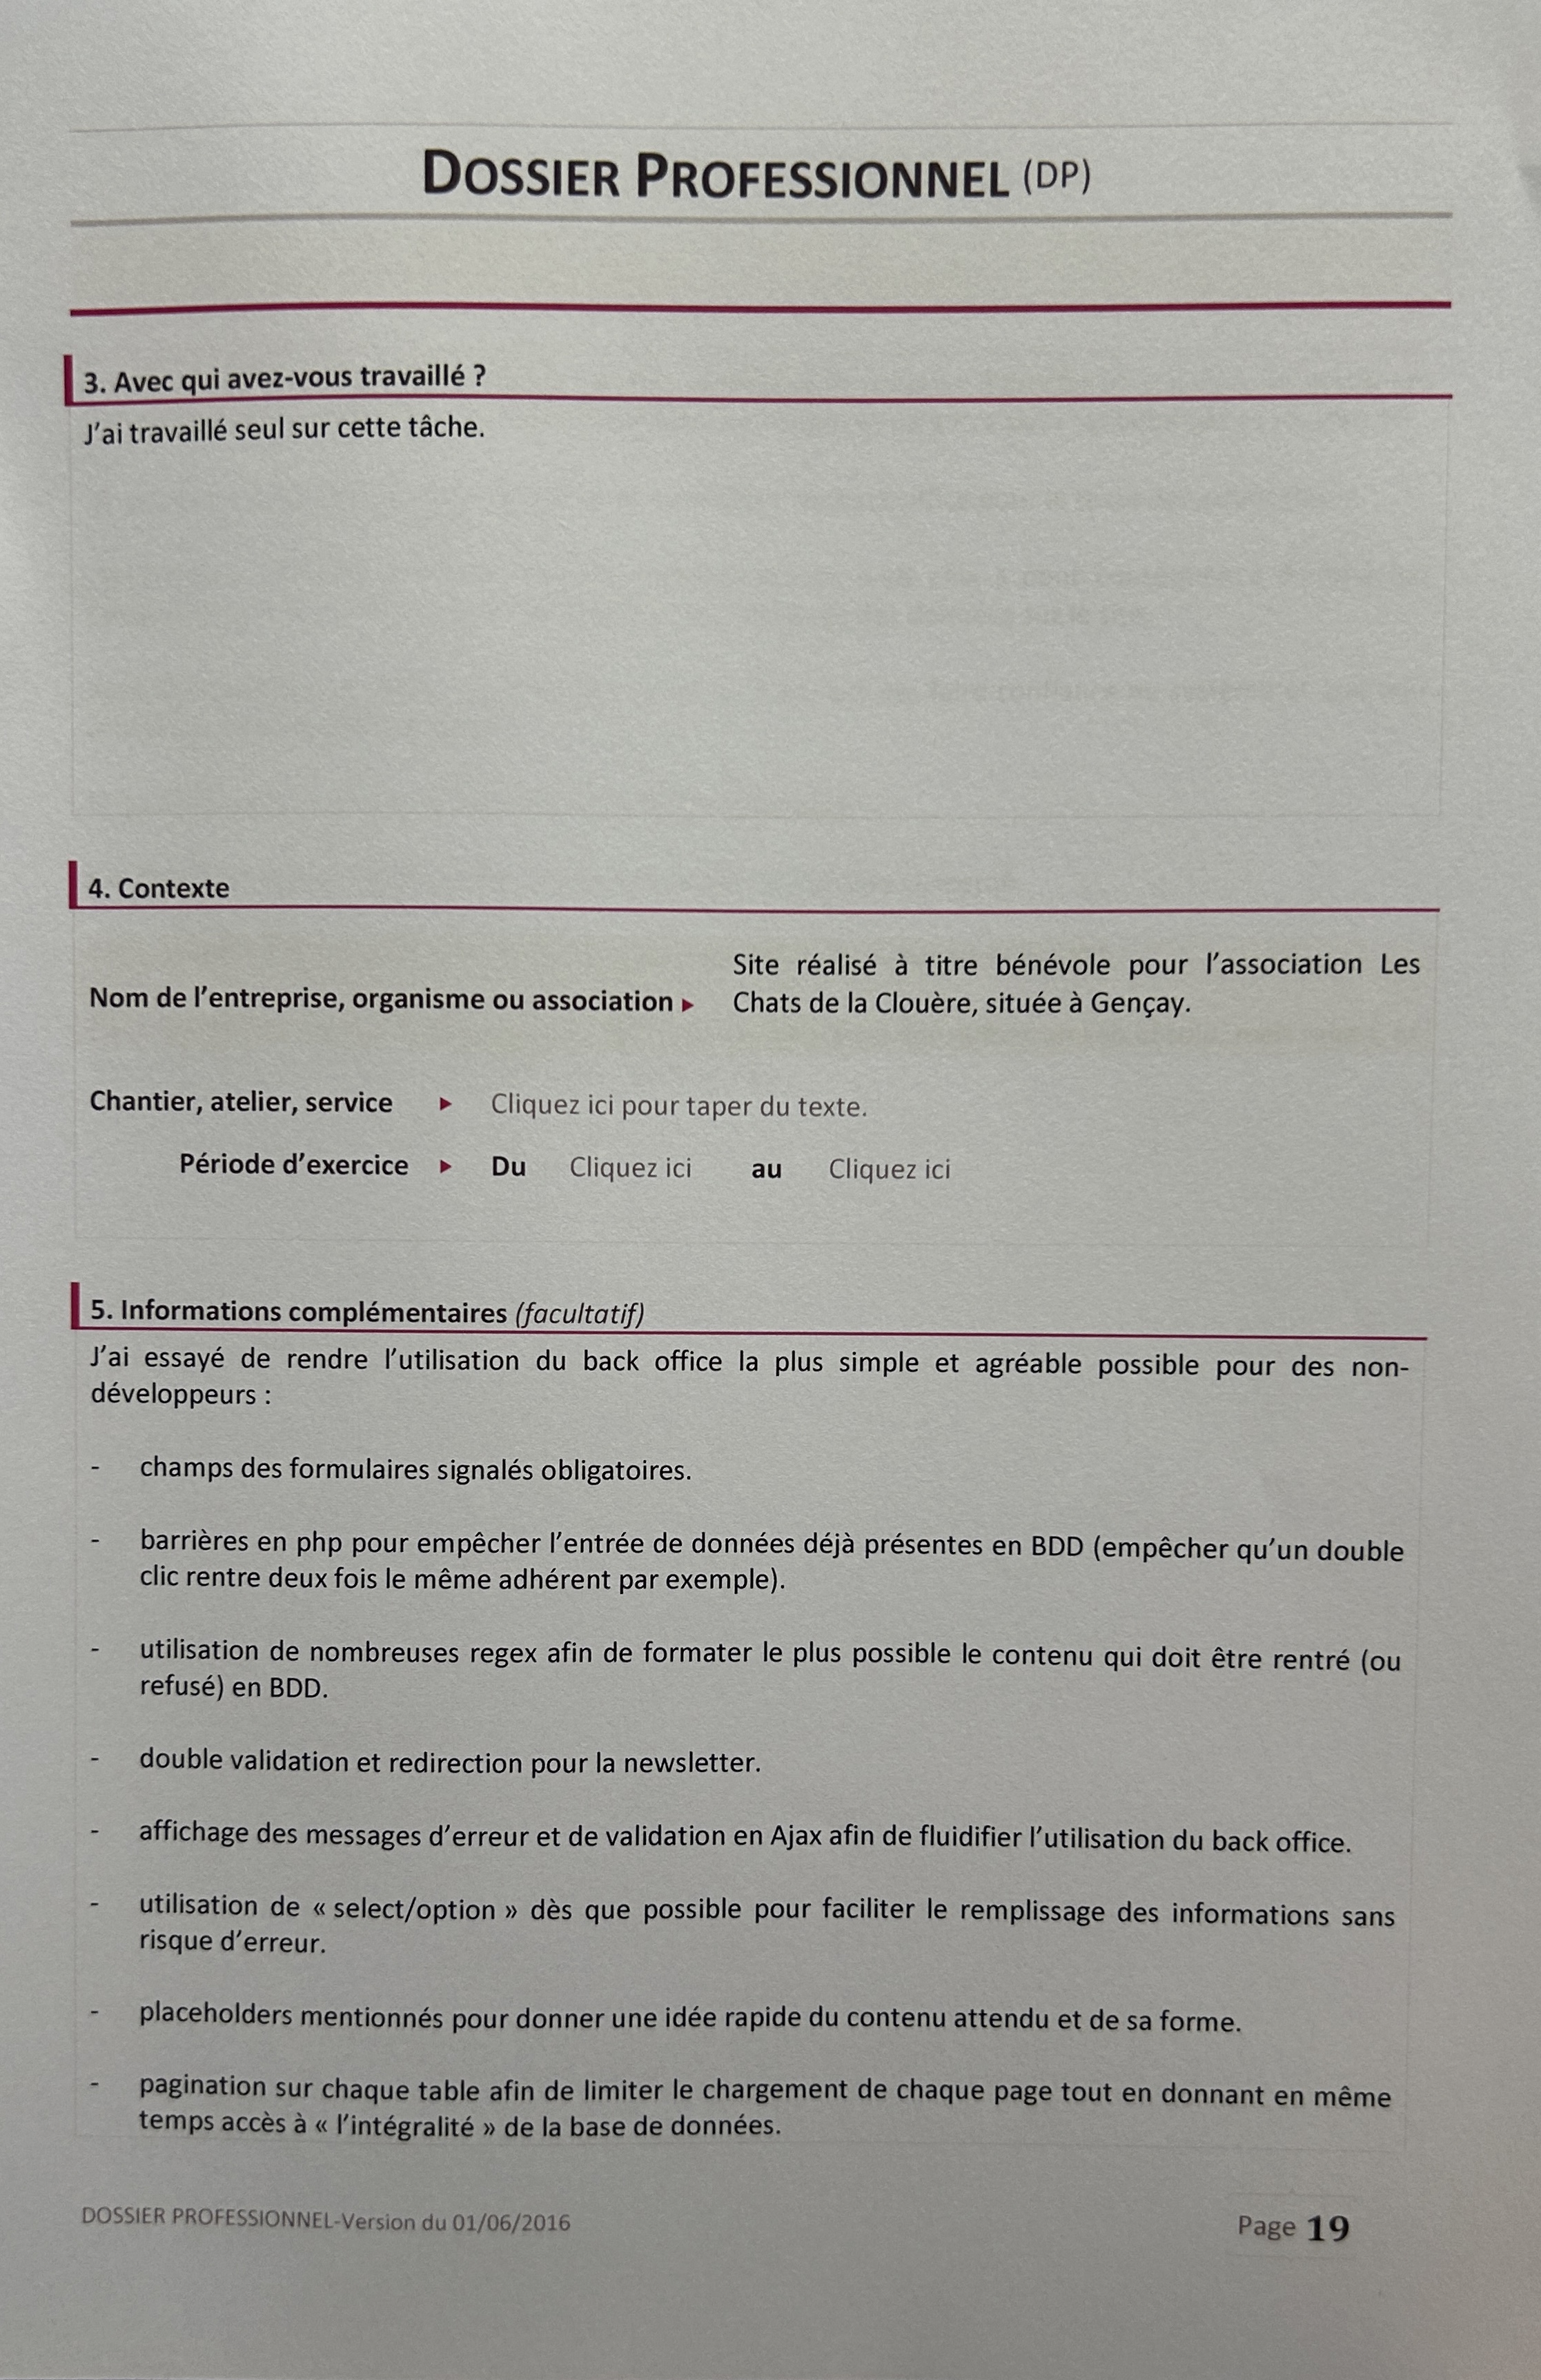 DOSSIER PROFESSIONNEL (DP)
3. Avec qui avez-vous travaillé ?
J'ai travaillé seul sur cette tâche.
4. Contexte
Site réalisé à titre bénévole pour l'association Les
Nom de l'entreprise, organisme ou association ▸ Chats de la Clouère, située à Gençay.
Chantier, atelier, service ▸ Cliquez ici pour taper du texte.
Période d'exercice ▸ Du Cliquez ici au Cliquez ici
5. Informations complémentaires (facultatif)
J'ai essayé de rendre l'utilisation du back office la plus simple et agréable possible pour des non-
développeurs :
- champs des formulaires signalés obligatoires.
- barrières en php pour empêcher l'entrée de données déjà présentes en BDD (empêcher qu'un double
clic rentre deux fois le même adhérent par exemple).
- utilisation de nombreuses regex afin de formater le plus possible le contenu qui doit être rentré (ou
refusé) en BDD.
- double validation et redirection pour la newsletter.
- affichage des messages d'erreur et de validation en Ajax afin de fluidifier l'utilisation du back office.
- utilisation de « select/option » dès que possible pour faciliter le remplissage des informations sans
risque d'erreur.
- placeholders mentionnés pour donner une idée rapide du contenu attendu et de sa forme.
- pagination sur chaque table afin de limiter le chargement de chaque page tout en donnant en même
temps accès à « l'intégralité » de la base de données.
DOSSIER PROFESSIONNEL-Version du 01/06/2016 Page 19